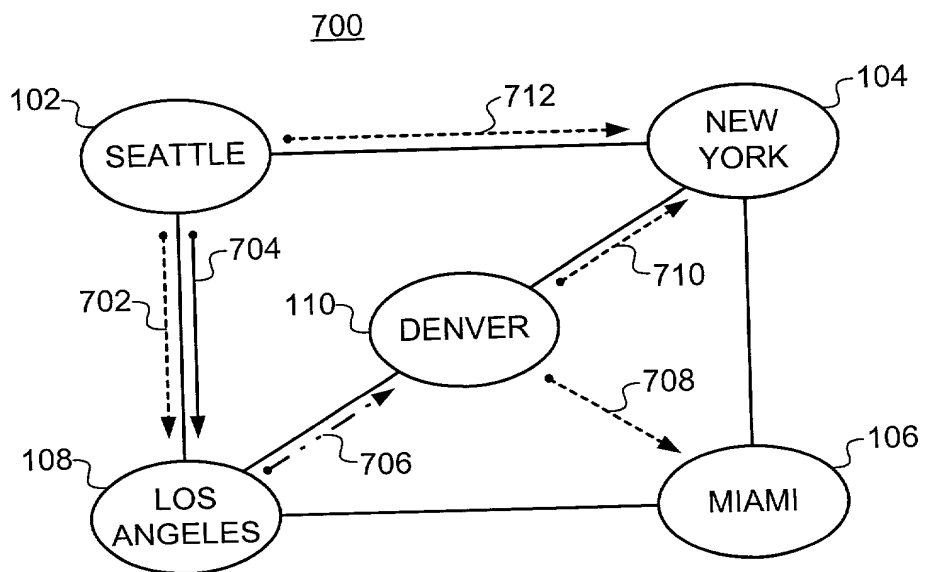 700
102
SEATTLE
712
104
NEW
YORK
704
702
110
DENVER
710
708
706
108
LOS
ANGELES
106
MIAMI